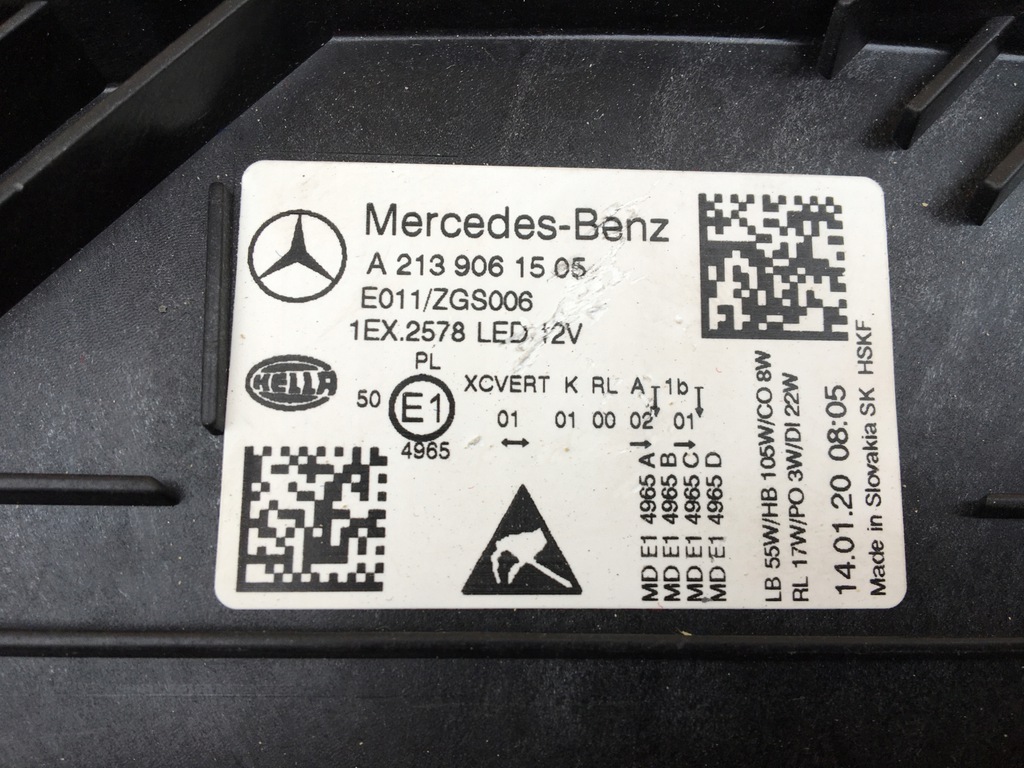 Mercedes-Benz
A 213 906 15 05
E011/ZGS006
1EX.2578 LED 12V
HELLA
PL
50 E1 XCVERT K RL A 1b
4965 01 01 00 02 01
MD E1 4965 A
MD E1 4965 B
MD E1 4965 C
MD E1 4965 D
LB 55W/HB 105W/CO 8W
RL 17W/PO 3W/DI 22W
14.01.20 08:05
Made in Slovakia SK HSKF